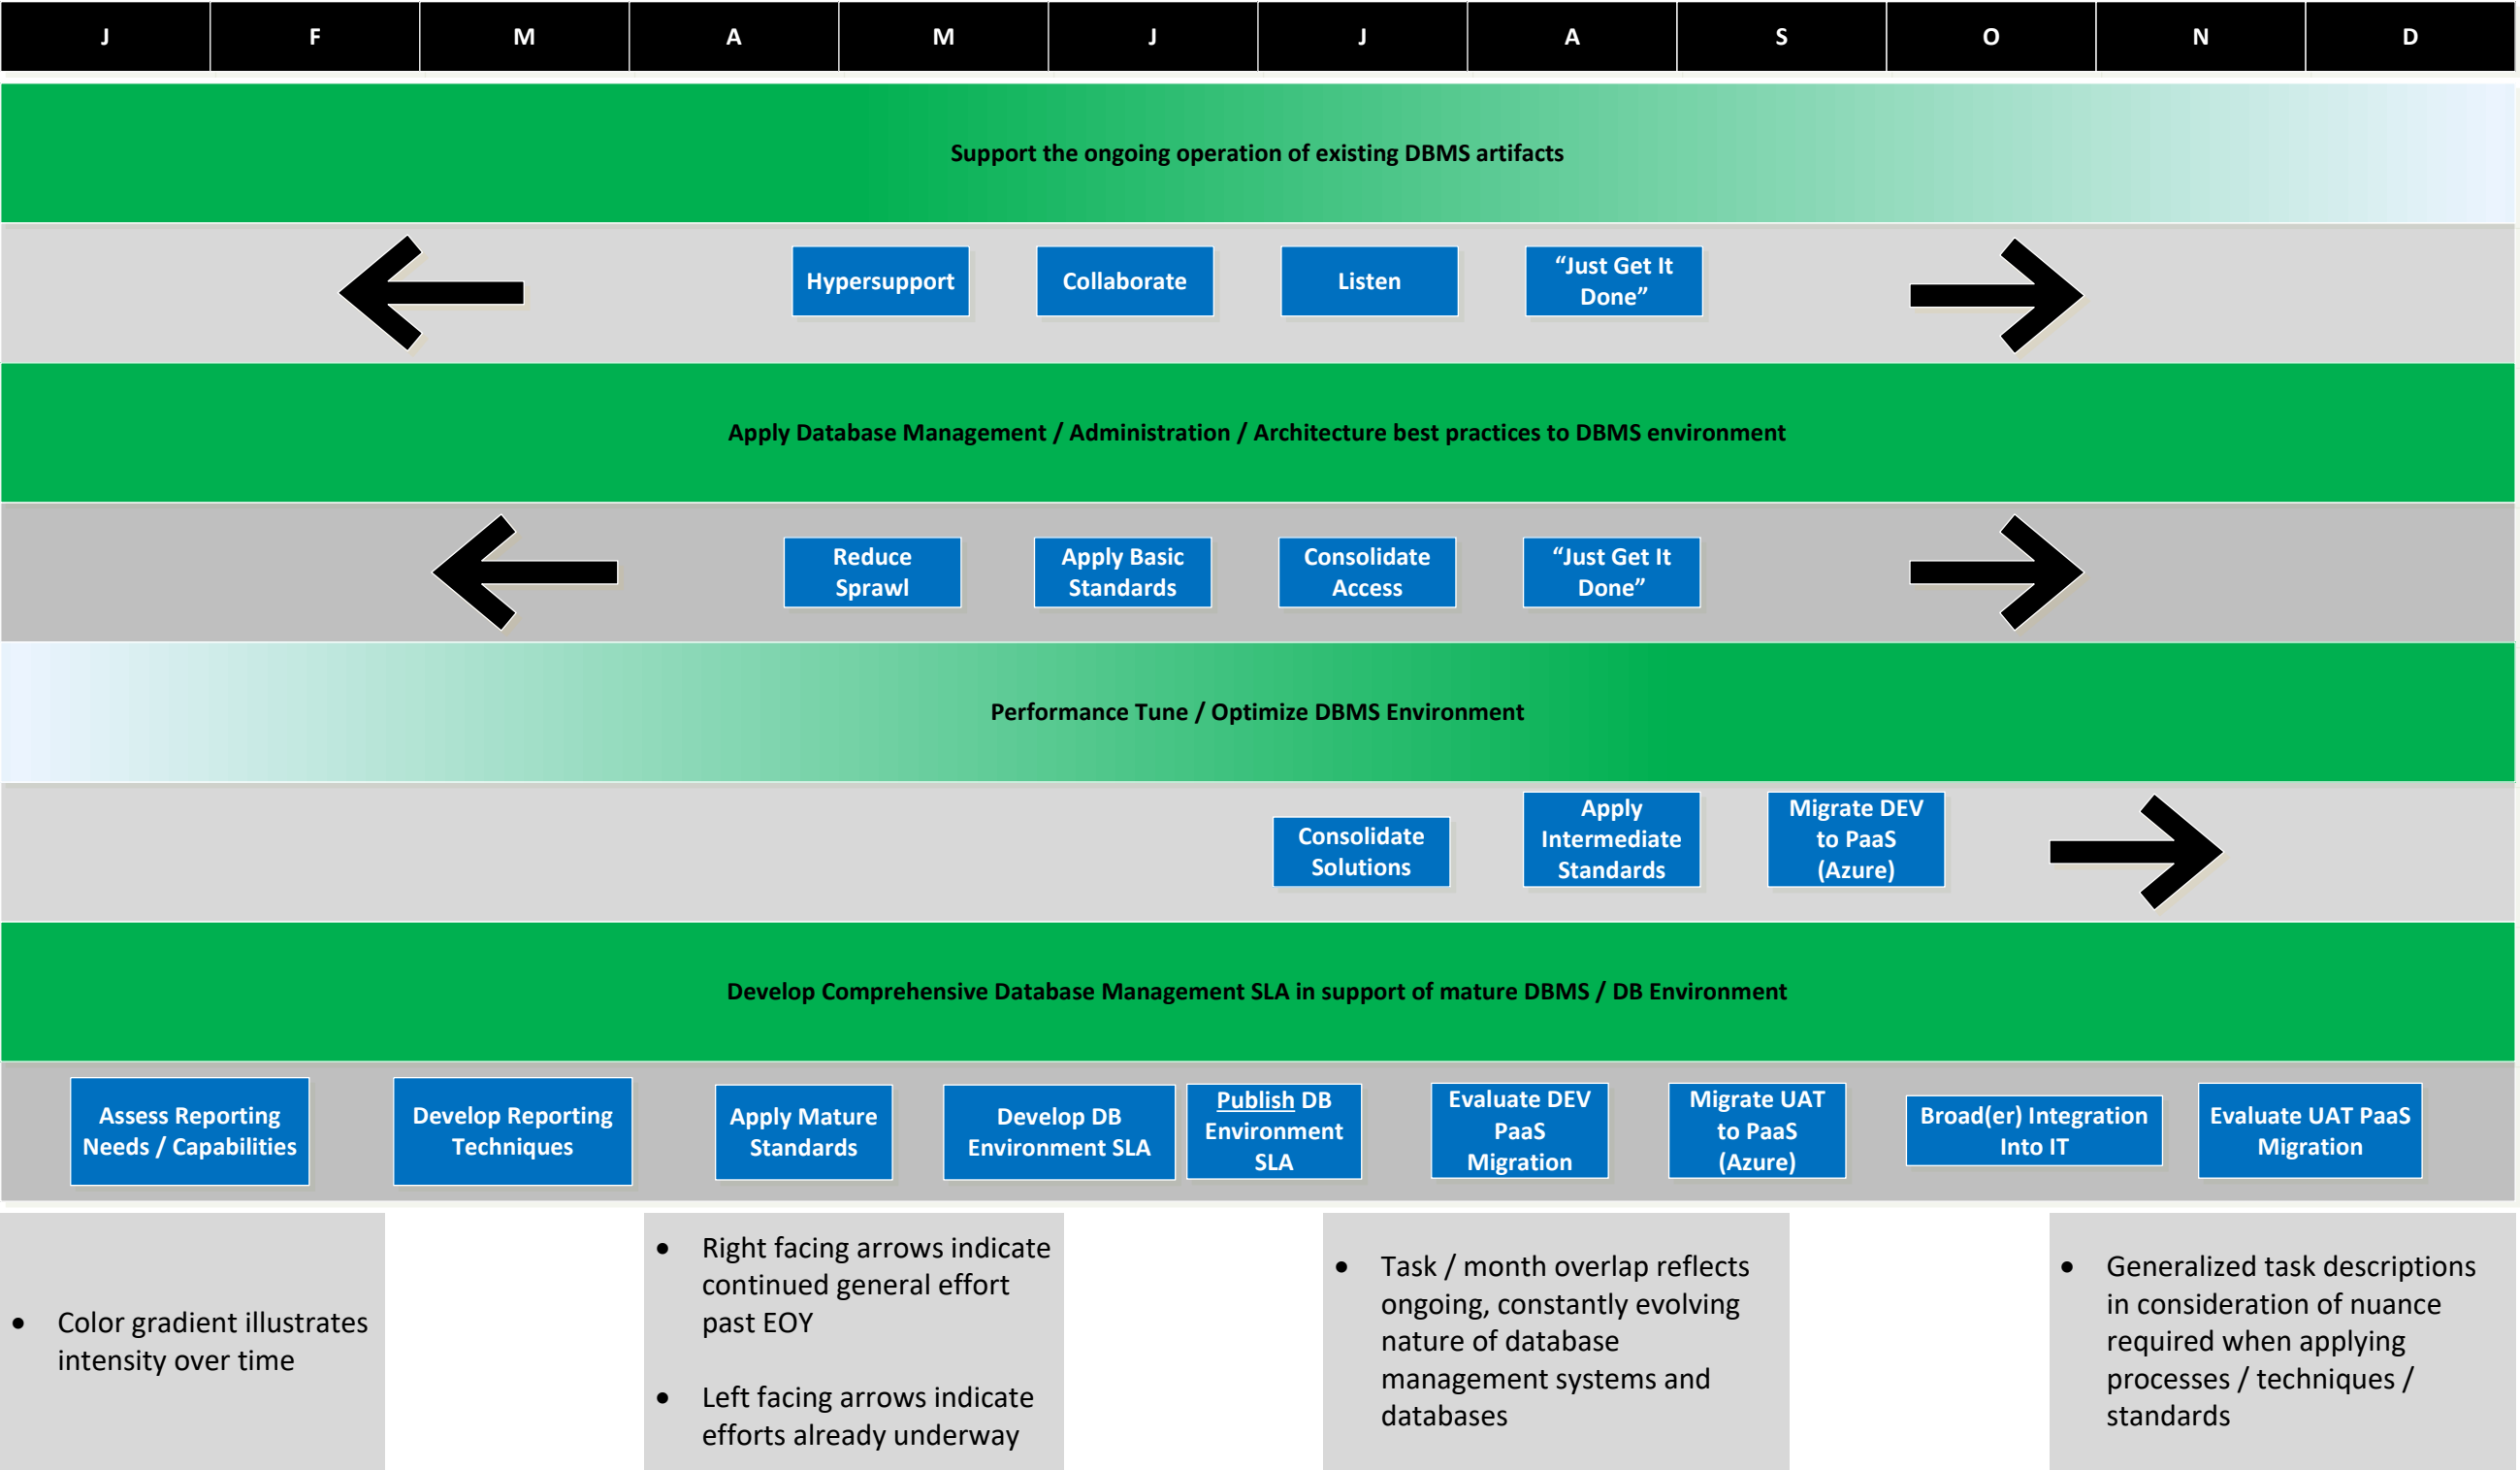 J F M A M J J A S O N D
Support the ongoing operation of existing DBMS artifacts
Hypersupport
Collaborate
Listen
“Just Get It
Done”
Apply Database Management / Administration / Architecture best practices to DBMS environment
Reduce
Sprawl
Apply Basic
Standards
Consolidate
Access
“Just Get It
Done”
Performance Tune / Optimize DBMS Environment
Consolidate
Solutions
Apply
Intermediate
Standards
Migrate DEV
to PaaS
(Azure)
Develop Comprehensive Database Management SLA in support of mature DBMS / DB Environment
Assess Reporting
Needs / Capabilities
Develop Reporting
Techniques
Apply Mature
Standards
Develop DB
Environment SLA
Publish DB
Environment
SLA
Evaluate DEV
PaaS
Migration
Migrate UAT
to PaaS
(Azure)
Broad(er) Integration
Into IT
Evaluate UAT PaaS
Migration
• Color gradient illustrates
intensity over time
• Right facing arrows indicate
continued general effort
past EOY
• Left facing arrows indicate
efforts already underway
• Task / month overlap reflects
ongoing, constantly evolving
nature of database
management systems and
databases
• Generalized task descriptions
in consideration of nuance
required when applying
processes / techniques /
standards